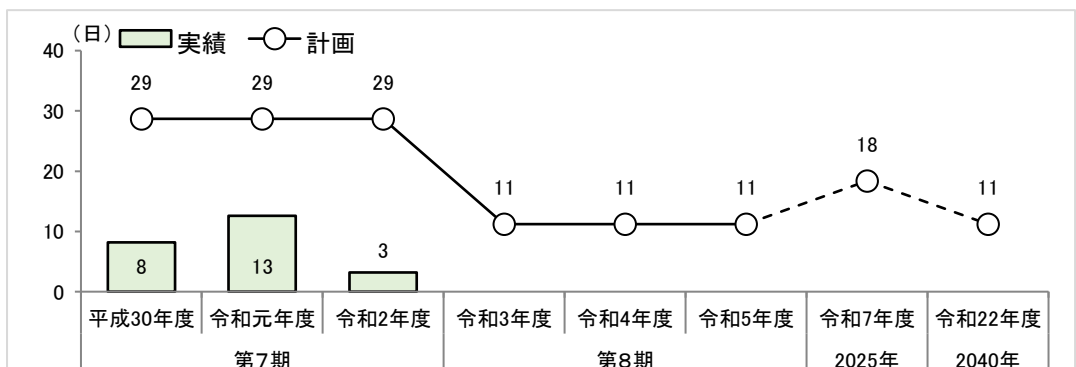 (日) 実績 計画
40
29 29 29
30
20 18
11 11 11 11
10
8 13 3
0
平成30年度 令和元年度 令和2年度 令和3年度 令和4年度 令和5年度 令和7年度 令和22年度
第7期 第8期 2025年 2040年